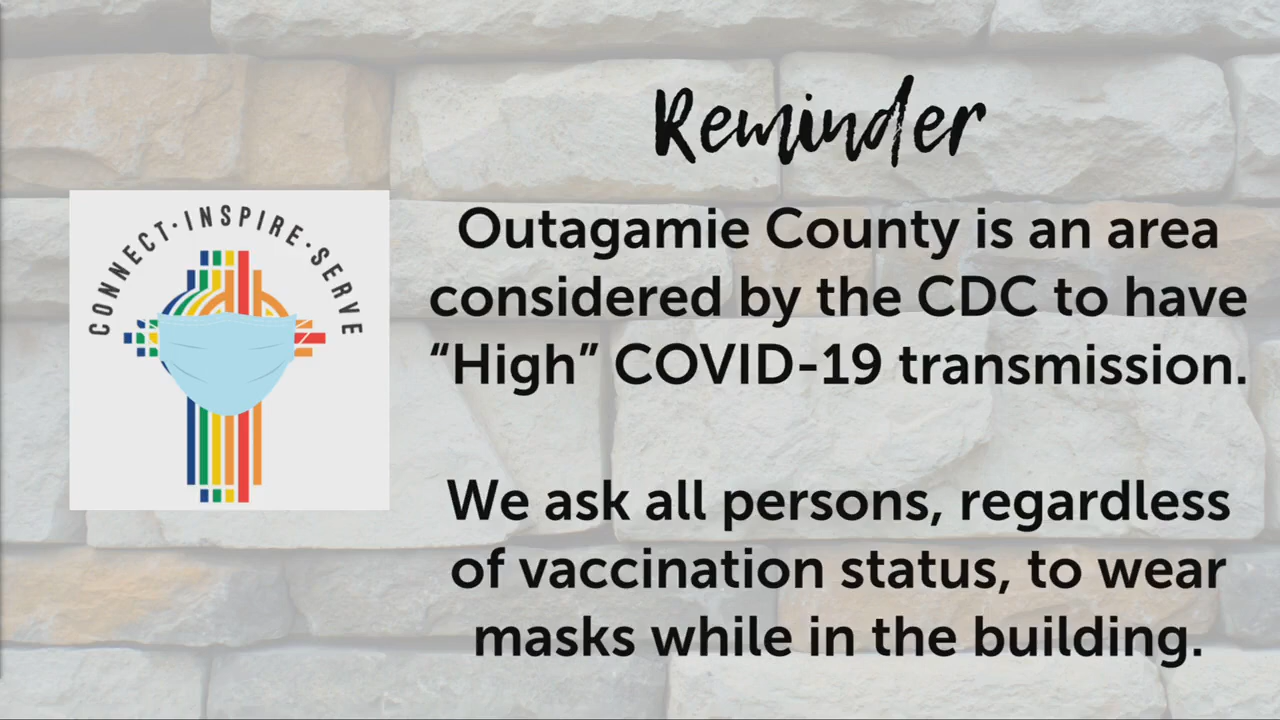 CONNECT·INSPIRE·SERVE
Reminder
Outagamie County is an area
considered by the CDC to have
“High” COVID-19 transmission.
We ask all persons, regardless
of vaccination status, to wear
masks while in the building.